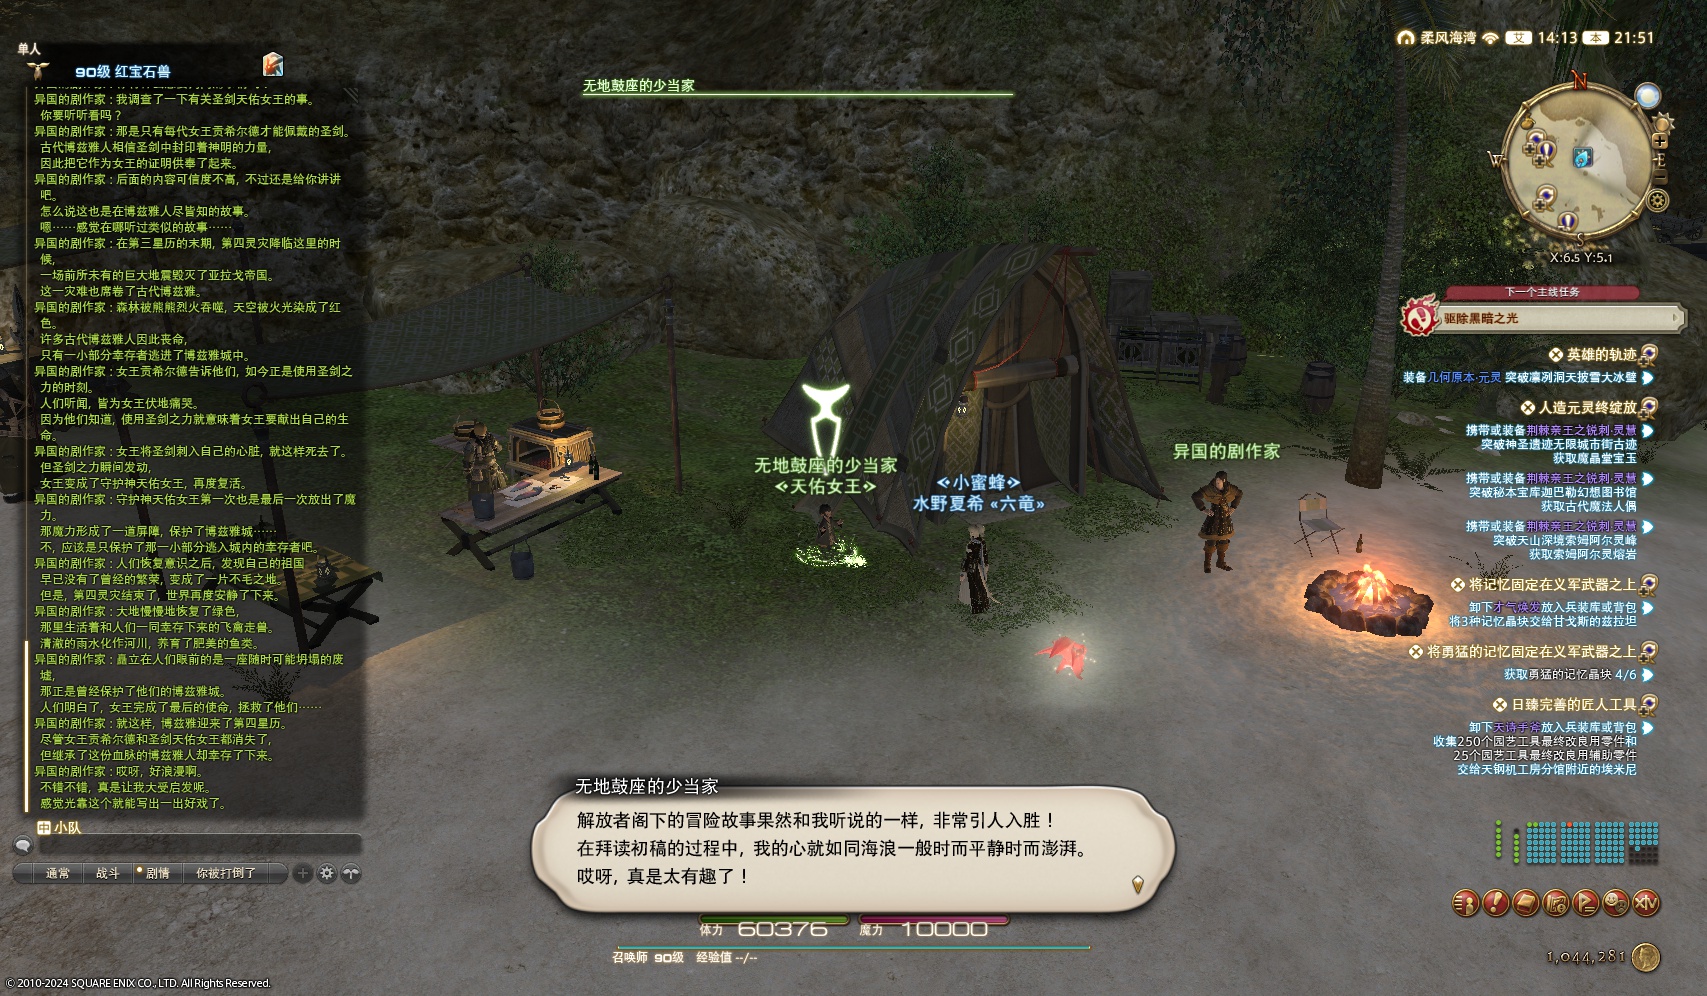 单人
90级 红宝石兽
异国的剧作家：我调查了一下有关圣剑天佑女王的事。
你要听听看吗？
异国的剧作家：那是只有每代女王贡希尔德才能佩戴的圣剑。
古代博兹雅人相信圣剑中封印着神明的力量，
因此把它作为女王的证明供奉了起来。
异国的剧作家：后面的内容可信度不高，不过还是给你讲讲
吧。
怎么说这也是在博兹雅人尽皆知的故事。
嗯……感觉在哪听过类似的故事……
异国的剧作家：在第三星历的末期，第四灵灾降临这里的时
候，
一场前所未有的巨大地震毁灭了亚拉戈帝国。
这一灾难也席卷了古代博兹雅。
异国的剧作家：森林被熊熊烈火吞噬，天空被火光染成了红
色。
许多古代博兹雅人因此丧命，
只有一小部分幸存者逃进了博兹雅城中。
异国的剧作家：女王贡希尔德告诉他们，如今正是使用圣剑之
力的时刻。
人们听闻，皆为女王伏地痛哭。
因为他们知道，使用圣剑之力就意味着女王要献出自己的生
命。
异国的剧作家：女王将圣剑刺入自己的心脏，就这样死去了。
但圣剑之力瞬间发动，
女王变成了守护神天佑女王，再度复活。
异国的剧作家：守护神天佑女王第一次也是最后一次放出了魔
力。
那魔力形成了一道屏障，保护了博兹雅城……
不，应该是只保护了那一小部分逃入城内的幸存者吧。
异国的剧作家：人们恢复意识之后，发现自己的祖国
早已没有了曾经的繁荣，变成了一片不毛之地。
但是，第四灵灾结束了，世界再度安静了下来。
异国的剧作家：大地慢慢地恢复了绿色，
那里生活着和人们一同幸存下来的飞禽走兽。
清澈的雨水化作河川，养育了肥美的鱼类。
异国的剧作家：矗立在人们眼前的是一座随时可能坍塌的废
墟，
那正是曾经保护了他们的博兹雅城。
人们明白了，女王完成了最后的使命，拯救了他们……
异国的剧作家：就这样，博兹雅迎来了第四星历。
尽管女王贡希尔德和圣剑天佑女王都消失了，
但继承了这份血脉的博兹雅人却幸存了下来。
异国的剧作家：哎呀，好浪漫啊。
不错不错，真是让我大受启发呢。
感觉光靠这个就能写出一出好戏了。
小队
通常 战斗 剧情 你被打倒了
无地鼓座的少当家
柔风海湾 艾 14:13 本 21:51
N
W E
S
X:6.5 Y:5.1
下一个主线任务
驱除黑暗之光
英雄的轨迹
装备几何原本·元灵 突破凛冽洞天披雪大冰壁
人造元灵终绽放
携带或装备荆棘亲王之锐刺·灵慧
突破神圣遗迹无限城市街古迹
获取魔晶堂宝玉
携带或装备荆棘亲王之锐刺·灵慧
突破秘本宝库迦巴勒幻想图书馆
获取古代魔法人偶
携带或装备荆棘亲王之锐刺·灵慧
突破天山深境索姆阿尔灵峰
获取索姆阿尔灵熔岩
将记忆固定在义军武器之上
卸下才气焕发放入兵装库或背包
将3种记忆晶块交给甘戈斯的兹拉坦
将勇猛的记忆固定在义军武器之上
获取勇猛的记忆晶块 4/6
日臻完善的匠人工具
卸下天诗手斧放入兵装库或背包
收集250个园艺工具最终改良用零件和
25个园艺工具最终改良用辅助零件
交给天钢机工房分馆附近的埃米尼
无地鼓座的少当家
≪天佑女王≫
≪小蜜蜂≫
水野夏希 «六竜»
异国的剧作家
无地鼓座的少当家
解放者阁下的冒险故事果然和我听说的一样，非常引人入胜！
在拜读初稿的过程中，我的心就如同海浪一般时而平静时而澎湃。
哎呀，真是太有趣了！
体力 60376 魔力 10000
召唤师 90级 经验值 --/--
XIV
1,044,281
© 2010-2024 SQUARE ENIX CO., LTD. All Rights Reserved.